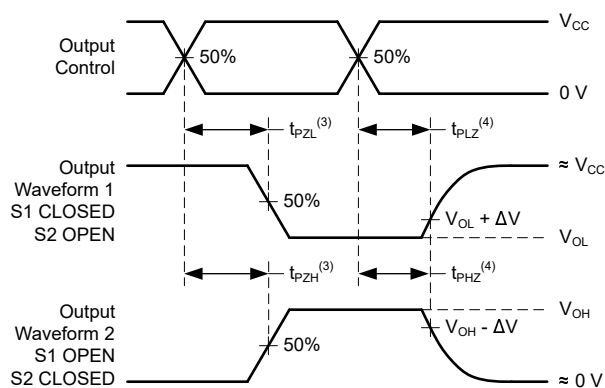 V_CC
Output
Control
50%
50%
0 V
t_PZL(3)
t_PLZ(4)
Output
Waveform 1
S1 CLOSED
S2 OPEN
≈ V_CC
50%
V_OL + ΔV
V_OL
t_PZH(3)
t_PHZ(4)
Output
Waveform 2
S1 OPEN
S2 CLOSED
V_OH
50%
V_OH - ΔV
≈ 0 V